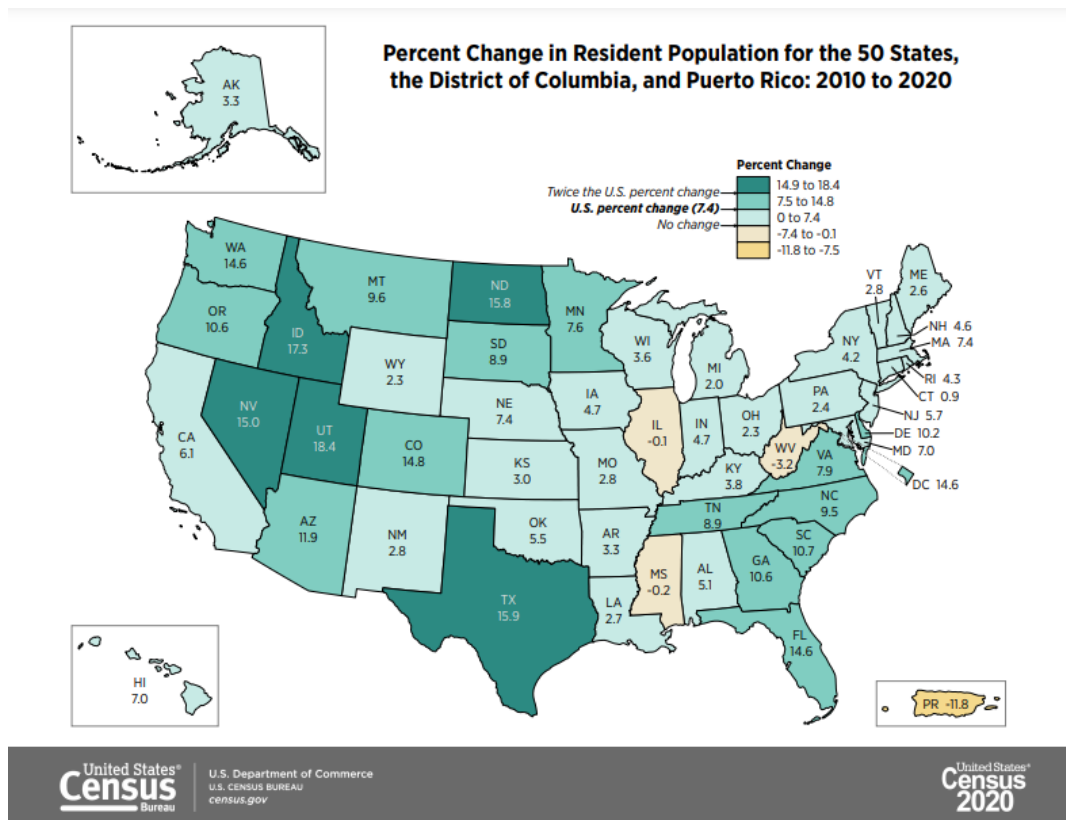 Percent Change in Resident Population for the 50 States,
the District of Columbia, and Puerto Rico: 2010 to 2020
AK
3.3
Percent Change
14.9 to 18.4
Twice the U.S. percent change
7.5 to 14.8
U.S. percent change (7.4)
0 to 7.4
No change
-7.4 to -0.1
-11.8 to -7.5
WA
14.6
OR
10.6
CA
6.1
ID
17.3
NV
15.0
MT
9.6
WY
2.3
UT
18.4
AZ
11.9
CO
14.8
NM
2.8
ND
15.8
SD
8.9
NE
7.4
KS
3.0
OK
5.5
TX
15.9
MN
7.6
IA
4.7
MO
2.8
AR
3.3
LA
2.7
WI
3.6
IL
-0.1
MS
-0.2
MI
2.0
IN
4.7
OH
2.3
KY
3.8
TN
8.9
AL
5.1
GA
10.6
FL
14.6
SC
10.7
NC
9.5
VA
7.9
WV
-3.2
PA
2.4
NY
4.2
VT
2.8
ME
2.6
NH 4.6
MA 7.4
RI 4.3
CT 0.9
NJ 5.7
DE 10.2
MD 7.0
DC 14.6
HI
7.0
PR -11.8
United States®
Census
Bureau
U.S. Department of Commerce
U.S. CENSUS BUREAU
census.gov
United States®
Census
2020